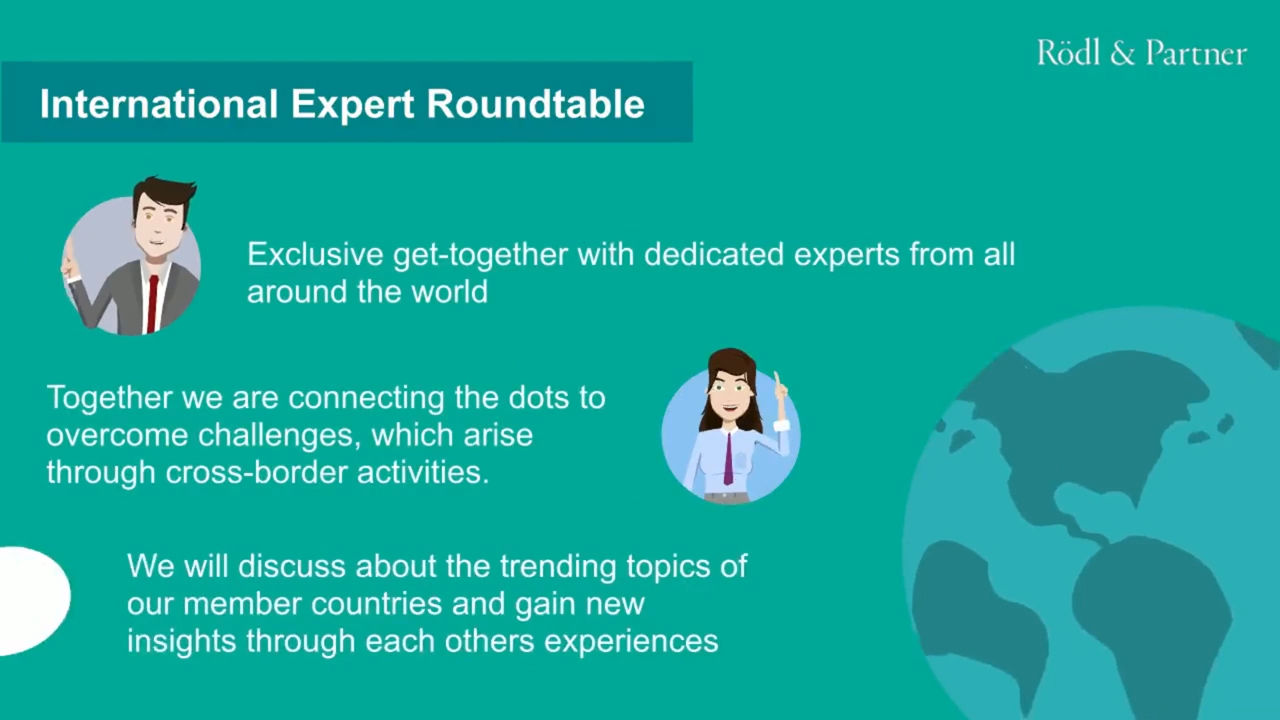 Rödl & Partner
International Expert Roundtable
Exclusive get-together with dedicated experts from all
around the world
Together we are connecting the dots to
overcome challenges, which arise
through cross-border activities.
We will discuss about the trending topics of
our member countries and gain new
insights through each others experiences